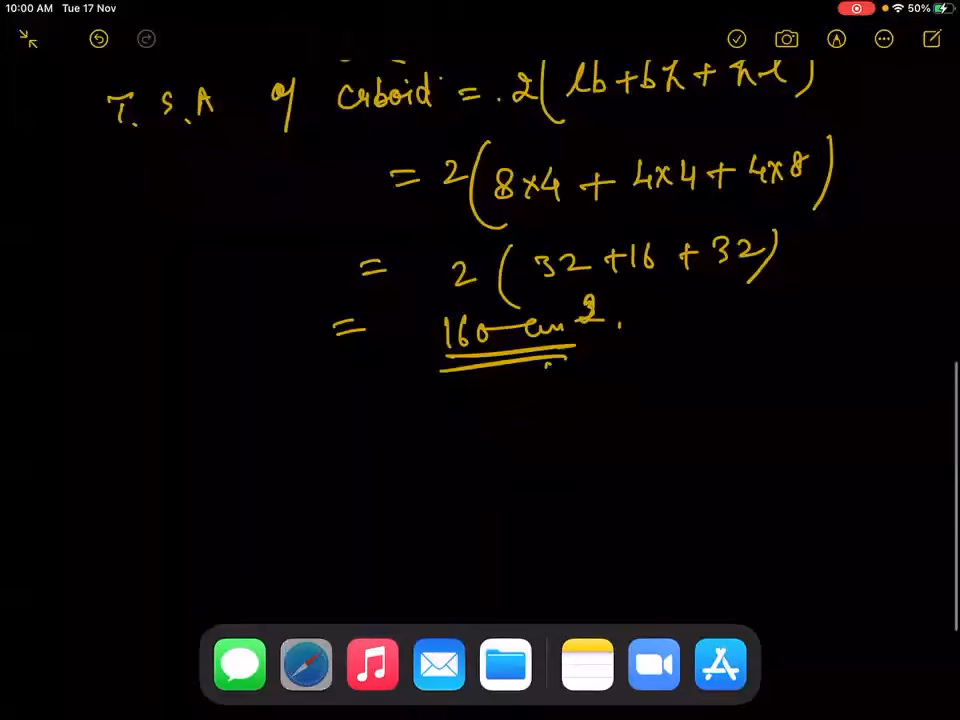 10:00 AM Tue 17 Nov 50%
T.S.A of cuboid = 2(lb+bh+hl)
= 2(8×4 + 4×4 + 4×8)
= 2(32+16+32)
= 160 cm².